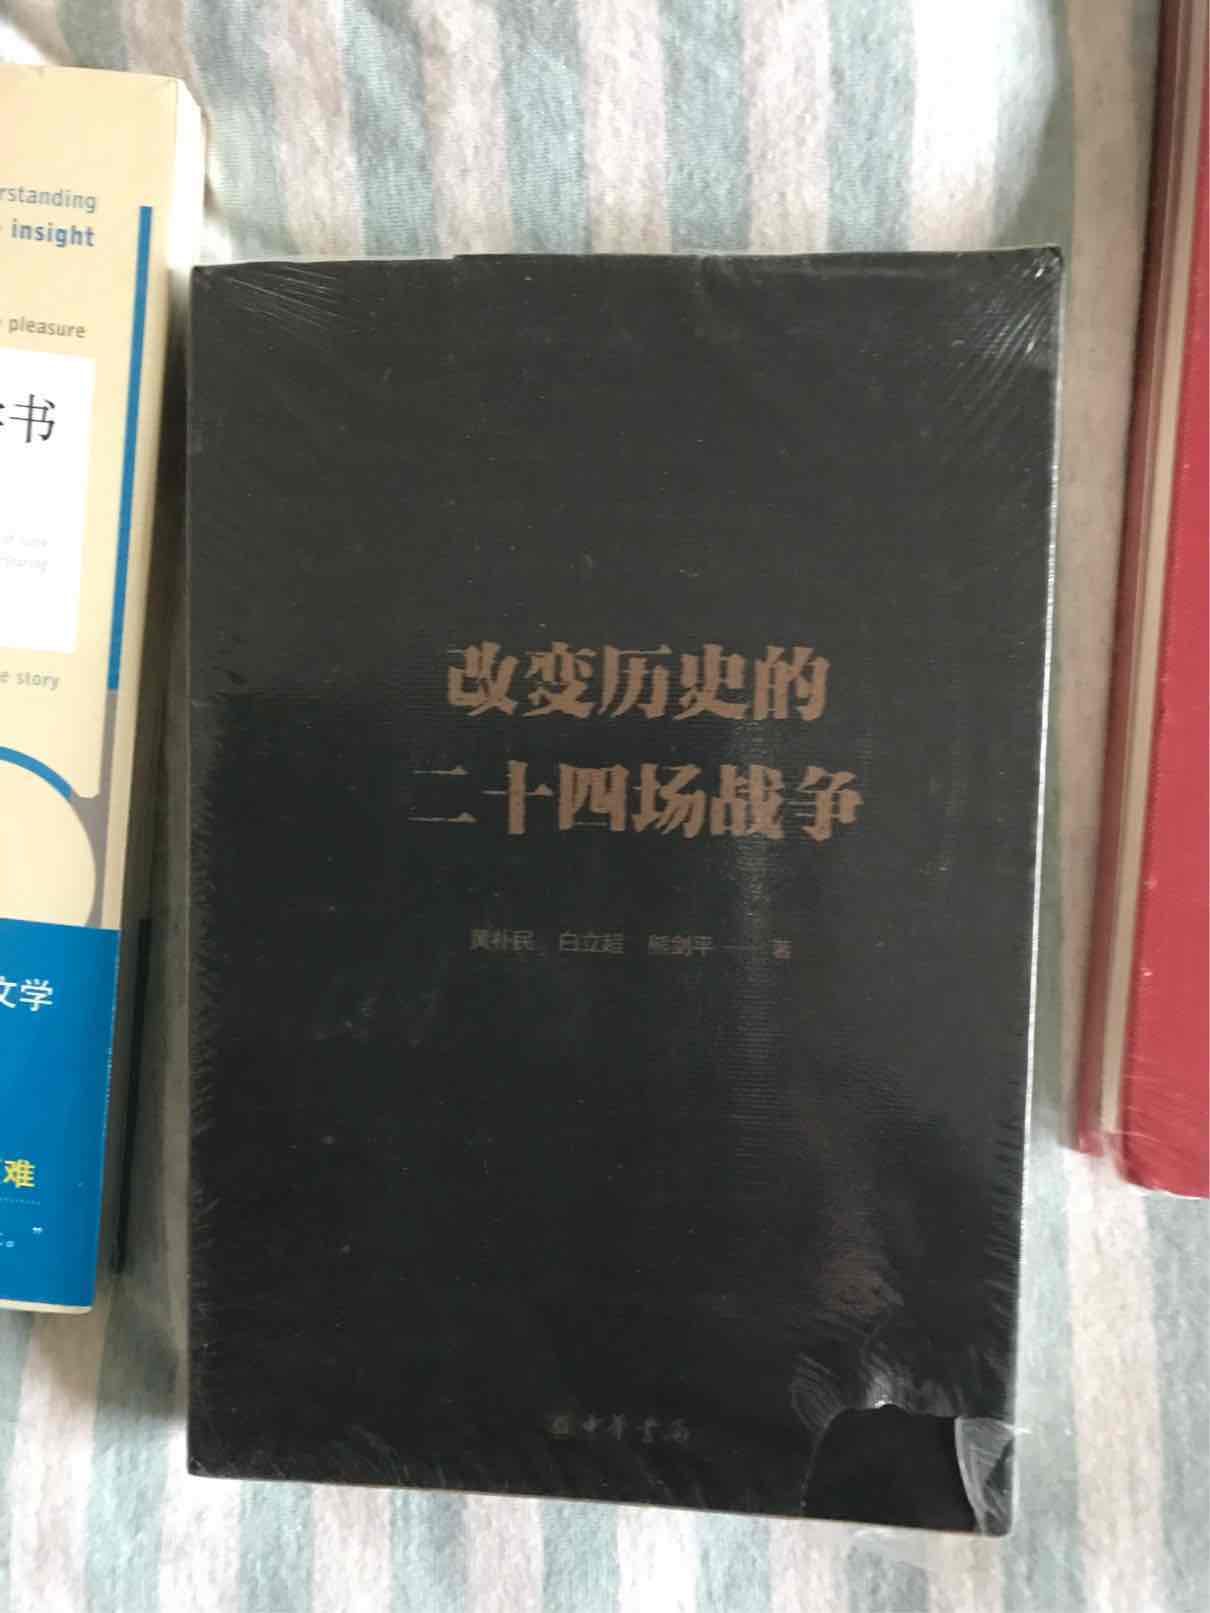 rstanding
insight
pleasure
书
e story
文学
难
。”
改变历史的
二十四场战争
黄朴民 白立超 熊剑平 —— 著
中华书局